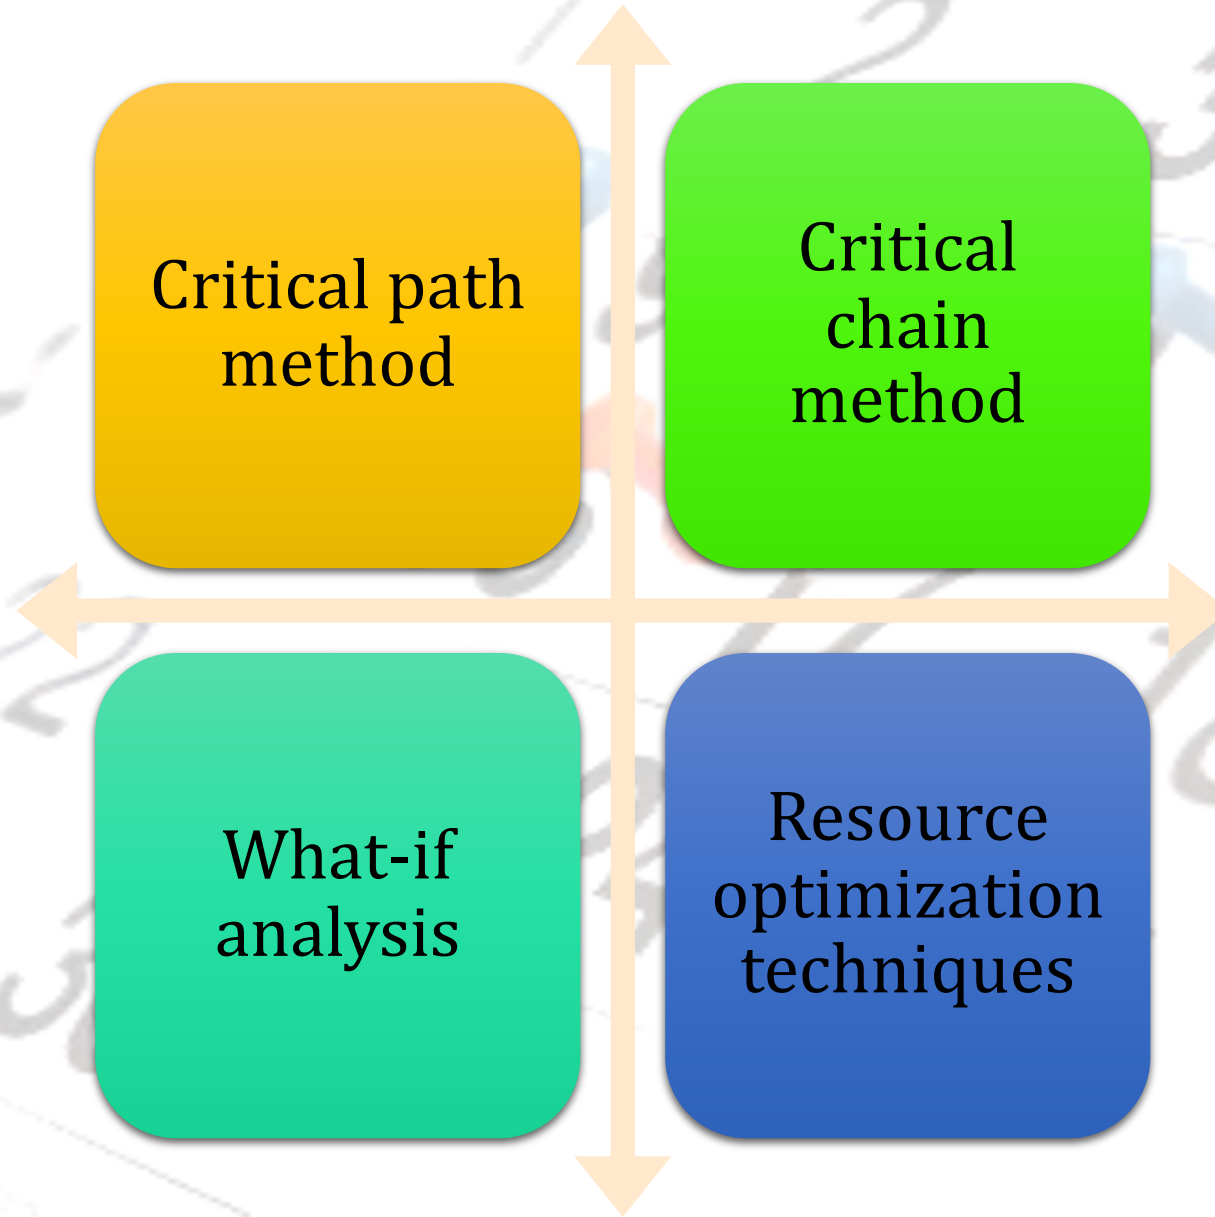 Critical path
method
Critical
chain
method
What-if
analysis
Resource
optimization
techniques